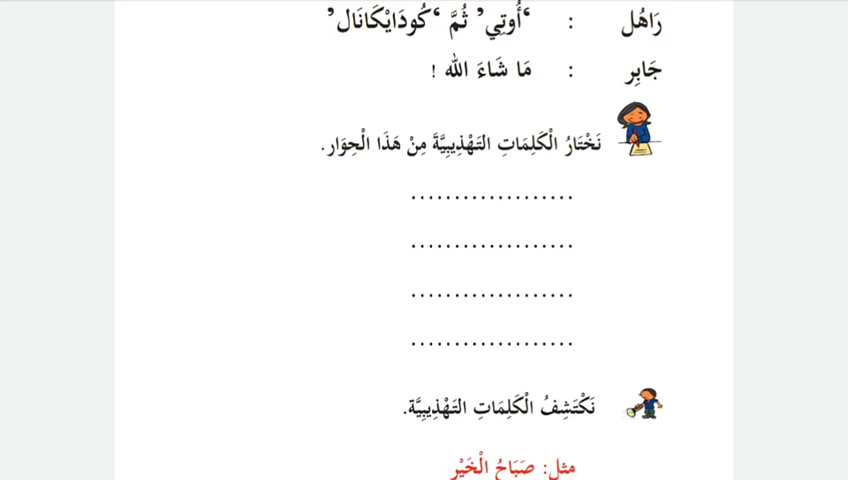 رَاهُل : ‘أُوتِي’ ثُمَّ ‘كُودَايْكَانَال’
جَابِر : مَا شَاءَ الله !
نَخْتَارُ الْكَلِمَاتِ التَهْذِيبِيَّةَ مِنْ هَذَا الْحِوَار.
...................
...................
...................
...................
نَكْتَشِفُ الْكَلِمَاتِ التَهْذِيبِيَّة.
مثل: صَبَاحُ الْخَيْر